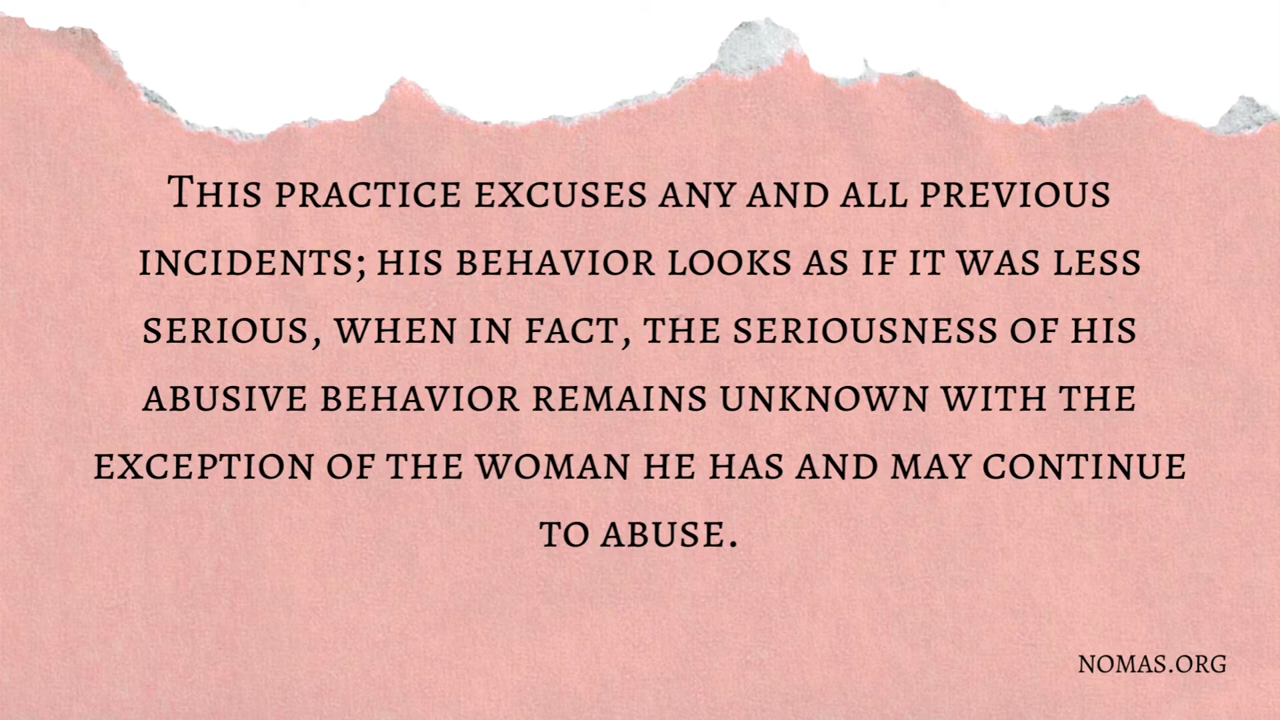 This practice excuses any and all previous
incidents; his behavior looks as if it was less
serious, when in fact, the seriousness of his
abusive behavior remains unknown with the
exception of the woman he has and may continue
to abuse.
nomas.org